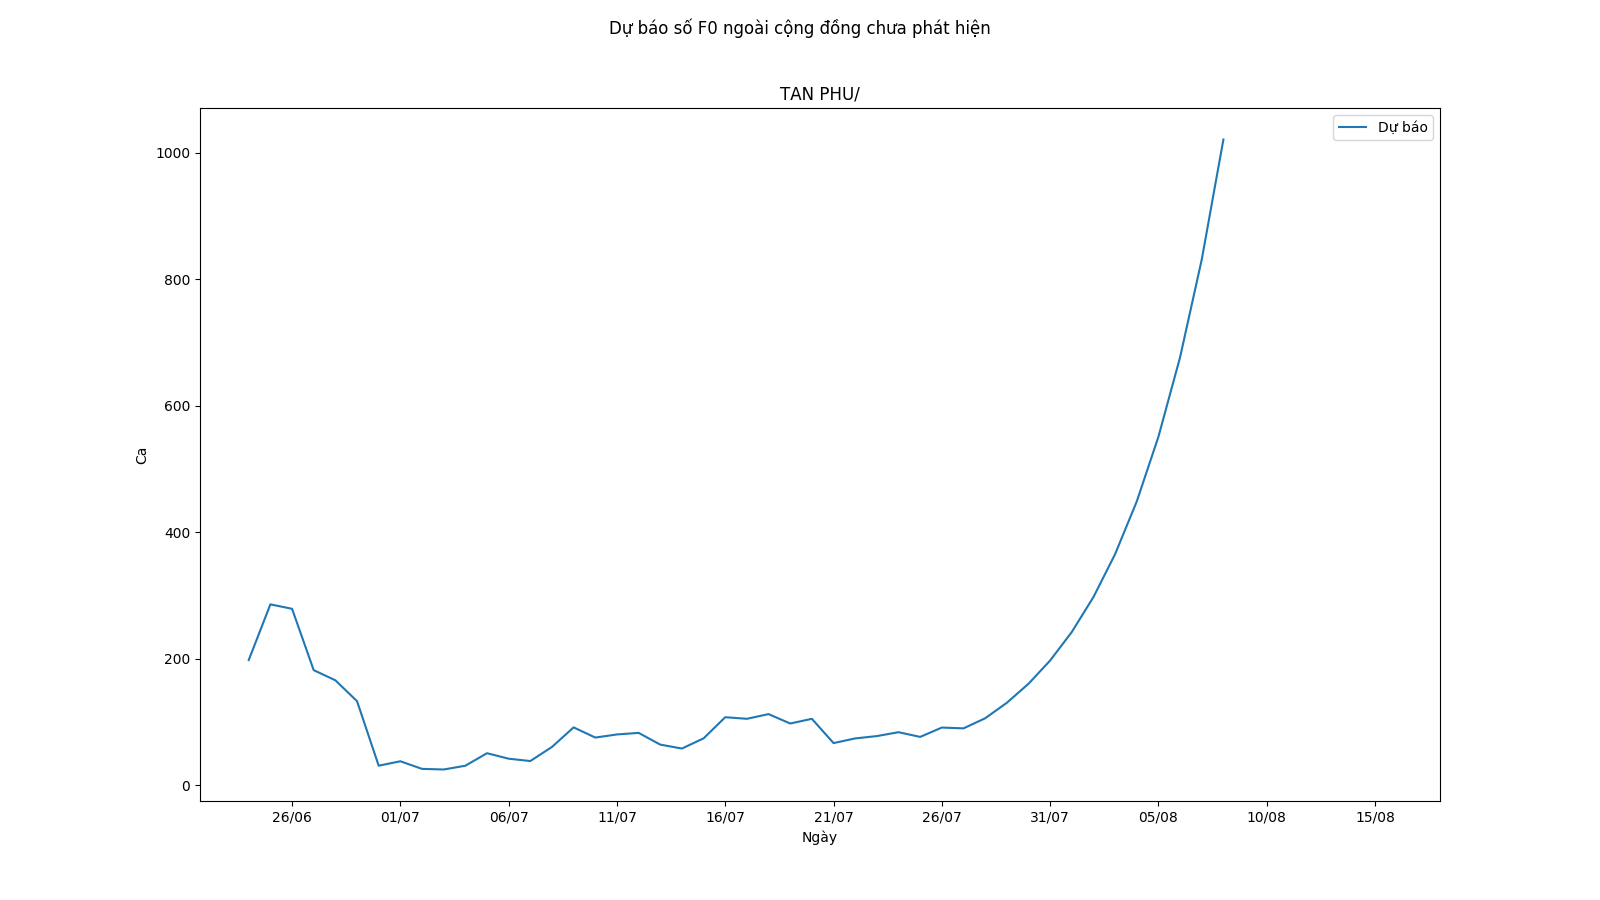 Dự báo số F0 ngoài cộng đồng chưa phát hiện
TAN PHU/
Dự báo
1000
800
600
400
200
0
Ca
26/06 01/07 06/07 11/07 16/07 21/07 26/07 31/07 05/08 10/08 15/08
Ngày